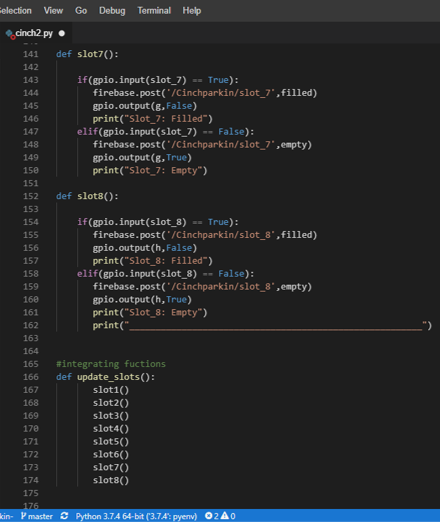 Selection View Go Debug Terminal Help
cinch2.py ●
141 def slot7():
142
143 if(gpio.input(slot_7) == True):
144 firebase.post('/Cinchparkin/slot_7',filled)
145 gpio.output(g,False)
146 print("Slot_7: Filled")
147 elif(gpio.input(slot_7) == False):
148 firebase.post('/Cinchparkin/slot_7',empty)
149 gpio.output(g,True)
150 print("Slot_7: Empty")
151
152 def slot8():
153
154 if(gpio.input(slot_8) == True):
155 firebase.post('/Cinchparkin/slot_8',filled)
156 gpio.output(h,False)
157 print("Slot_8: Filled")
158 elif(gpio.input(slot_8) == False):
159 firebase.post('/Cinchparkin/slot_8',empty)
160 gpio.output(h,True)
161 print("Slot_8: Empty")
162 print("________________________________________________________")
163
164
165 #integrating fuctions
166 def update_slots():
167 slot1()
168 slot2()
169 slot3()
170 slot4()
171 slot5()
172 slot6()
173 slot7()
174 slot8()
175
176
kin- master Python 3.7.4 64-bit ('3.7.4': pyenv) 2 0